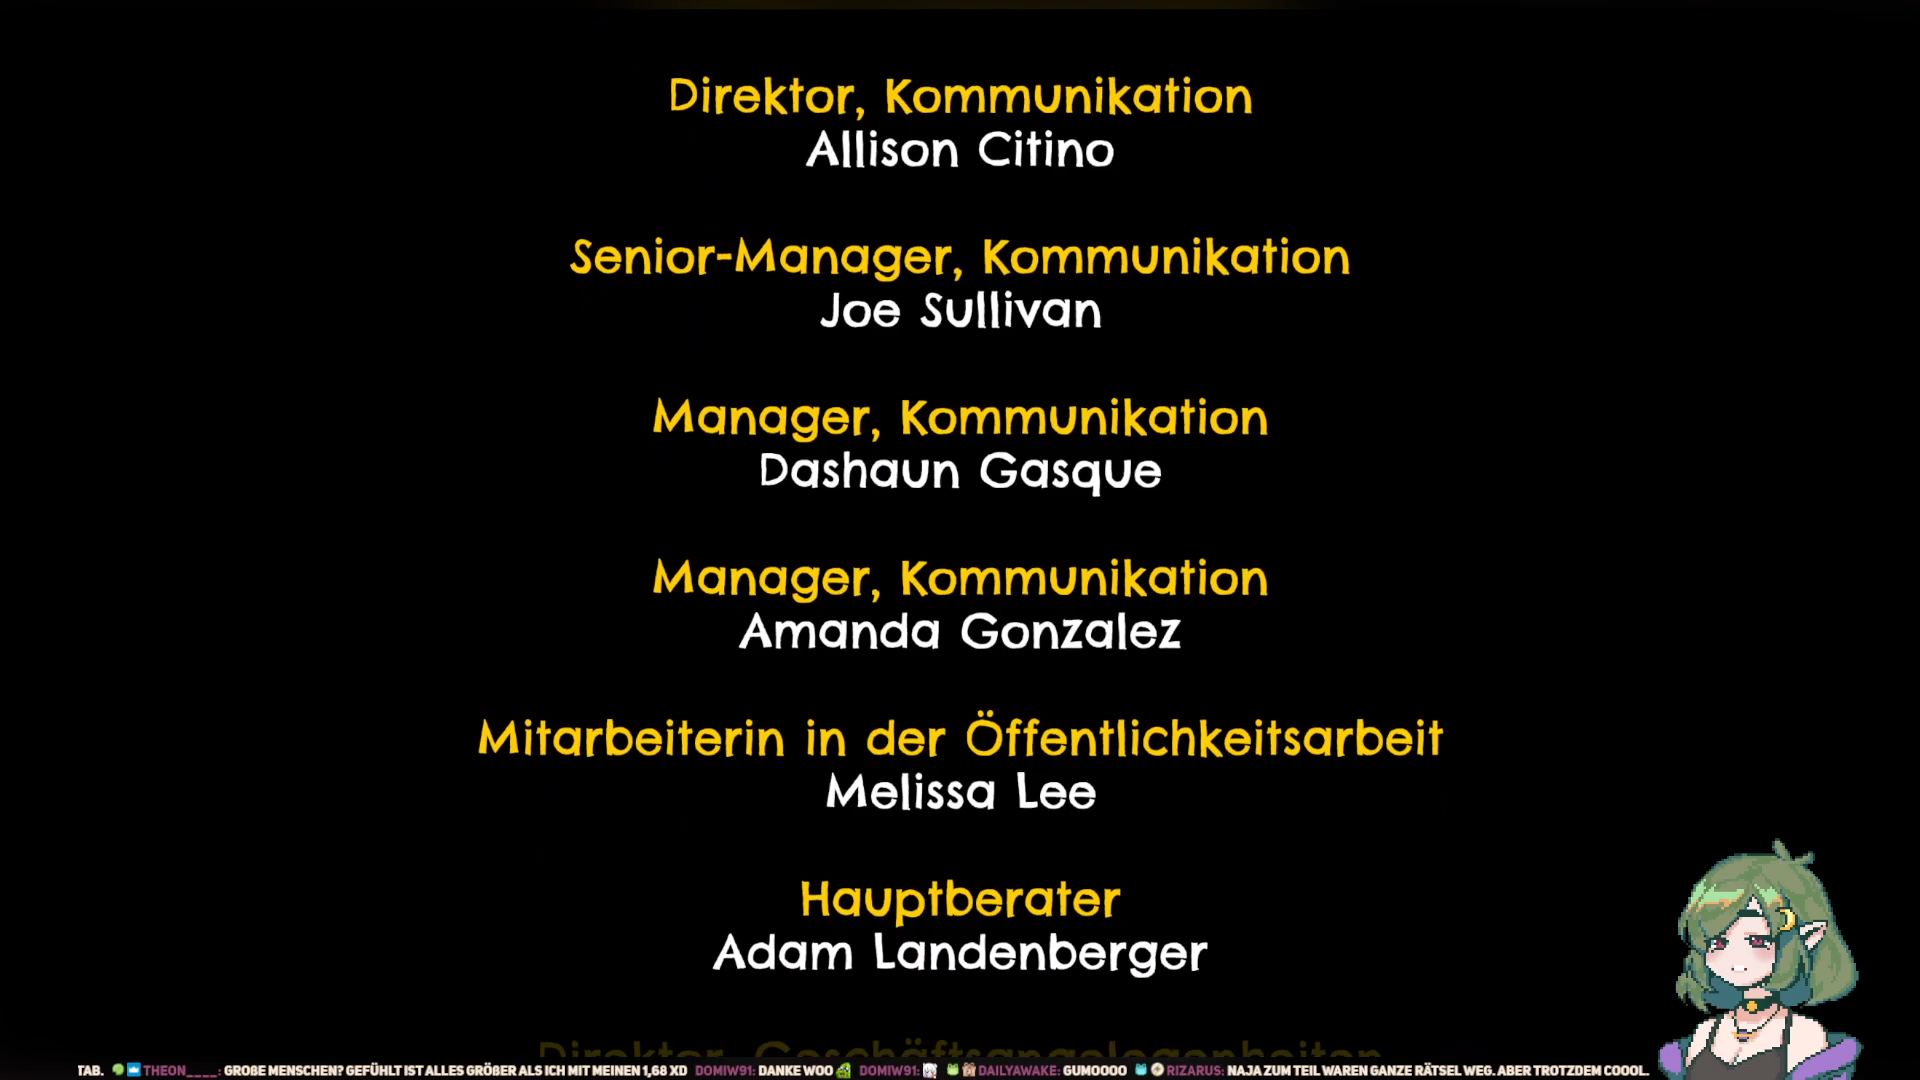 Direktor, Kommunikation
Allison Citino
Senior-Manager, Kommunikation
Joe Sullivan
Manager, Kommunikation
Dashaun Gasque
Manager, Kommunikation
Amanda Gonzalez
Mitarbeiterin in der Öffentlichkeitsarbeit
Melissa Lee
Hauptberater
Adam Landenberger
Direktor, Geschäftsangelegenheiten
TAB. THEON____: GROßE MENSCHEN? GEFÜHLT IST ALLES GRÖßER ALS ICH MIT MEINEN 1,68 XD DOMIW91: DANKE WOO DOMIW91: DAILYAWAKE: GUMOOOO RIZARUS: NAJA ZUM TEIL WAREN GANZE RÄTSEL WEG. ABER TROTZDEM COOOL.